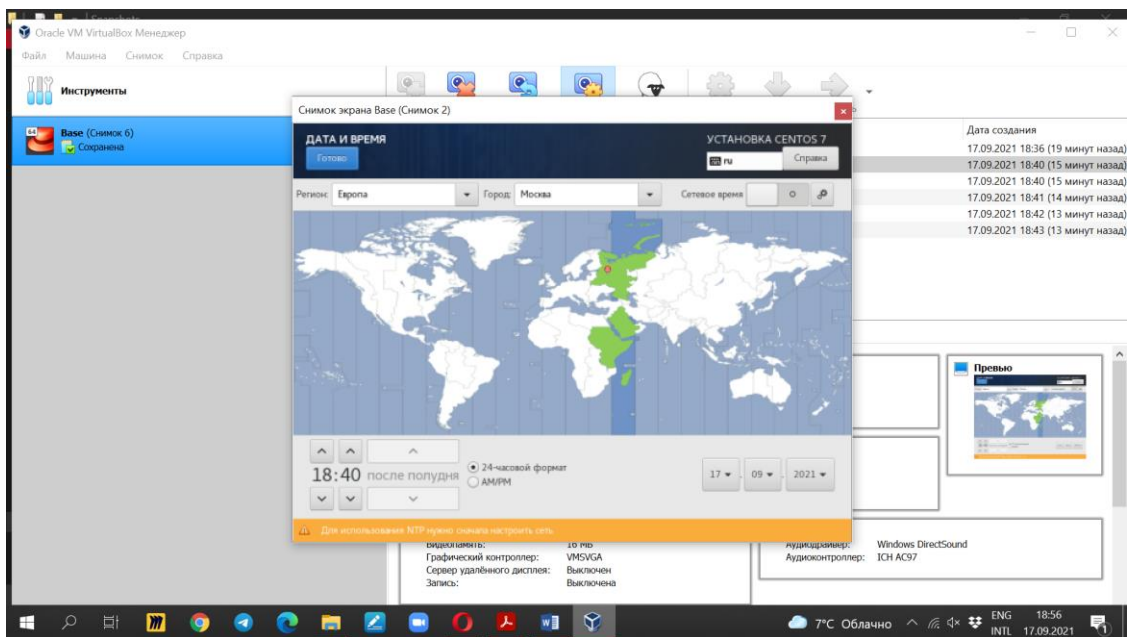 Oracle VM VirtualBox Менеджер
Файл Машина Снимок Справка
Инструменты
64
Base (Снимок 6)
Сохранена
Снимок экрана Base (Снимок 2)
ДАТА И ВРЕМЯ
УСТАНОВКА CENTOS 7
Готово
ru
Справка
Регион: Европа
Город: Москва
Сетевое время
18:40 после полудня
24-часовой формат
AM/PM
17 . 09 . 2021
Для использования NTP нужно сначала настроить сеть.
Дата создания
17.09.2021 18:36 (19 минут назад)
17.09.2021 18:40 (15 минут назад)
17.09.2021 18:40 (15 минут назад)
17.09.2021 18:41 (14 минут назад)
17.09.2021 18:42 (13 минут назад)
17.09.2021 18:43 (13 минут назад)
Превью
Видеопамять: 16 МБ
Графический контроллер: VMSVGA
Сервер удалённого дисплея: Выключен
Запись: Выключена
Аудиодрайвер: Windows DirectSound
Аудиоконтроллер: ICH AC97
7°C Облачно
ENG
INTL
18:56
17.09.2021